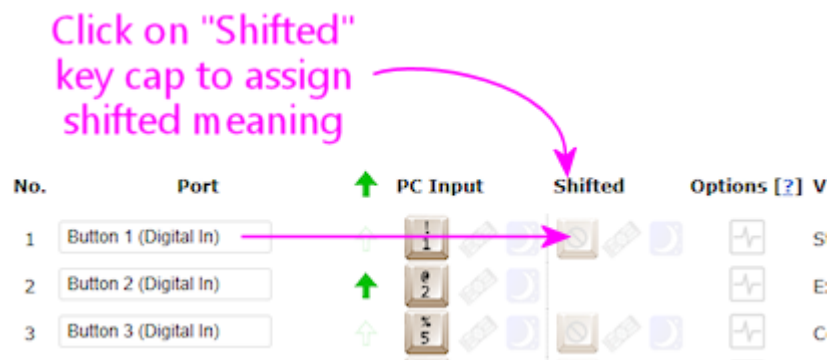 Click on "Shifted"
key cap to assign
shifted meaning
No. Port PC Input Shifted Options [?] V
1 Button 1 (Digital In) ! 1
2 Button 2 (Digital In) @ 2 E
3 Button 3 (Digital In) % 5 C